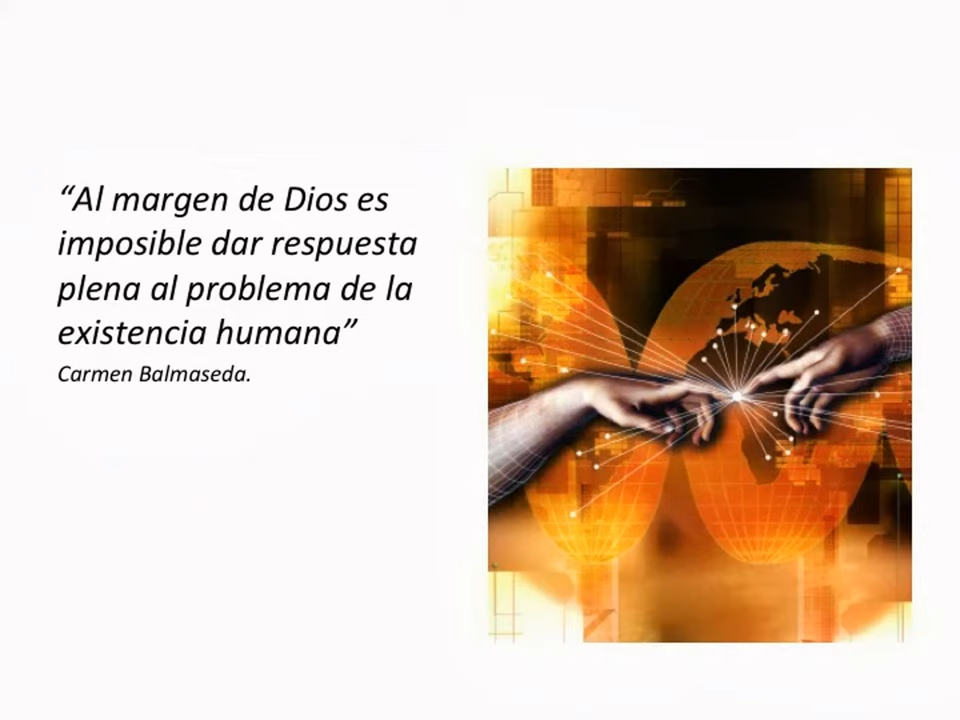 “Al margen de Dios es
imposible dar respuesta
plena al problema de la
existencia humana”
Carmen Balmaseda.